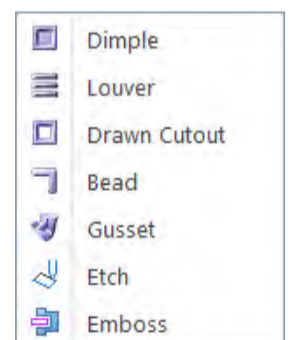 Dimple
Louver
Drawn Cutout
Bead
Gusset
Etch
Emboss